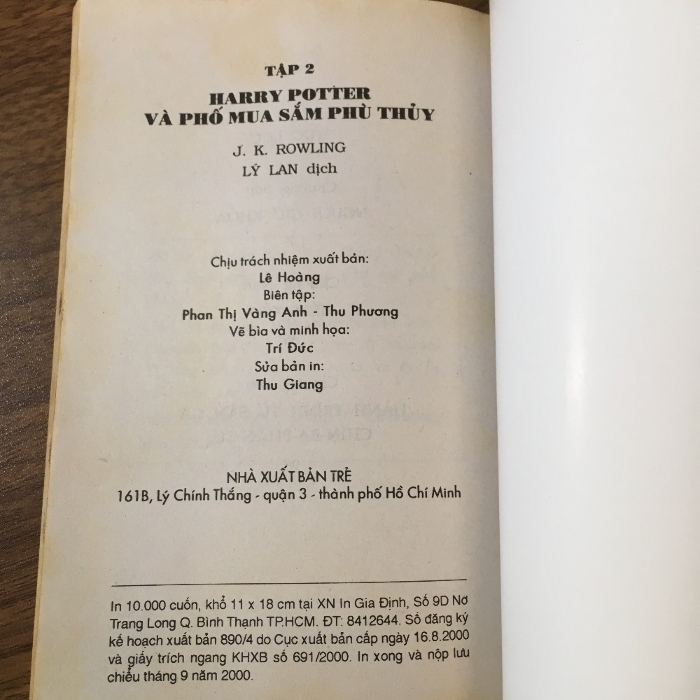 TẬP 2
HARRY POTTER
VÀ PHỐ MUA SẮM PHÙ THỦY
J. K. ROWLING
LÝ LAN dịch
Chịu trách nhiệm xuất bản:
Lê Hoàng
Biên tập:
Phan Thị Vàng Anh - Thu Phương
Vẽ bìa và minh họa:
Trí Đức
Sửa bản in:
Thu Giang
NHÀ XUẤT BẢN TRẺ
161B, Lý Chính Thắng - quận 3 - thành phố Hồ Chí Minh
In 10.000 cuốn, khổ 11 x 18 cm tại XN In Gia Định, Số 9D Nơ
Trang Long Q. Bình Thạnh TP.HCM. ĐT: 8412644. Số đăng ký
kế hoạch xuất bản 890/4 do Cục xuất bản cấp ngày 16.8.2000
và giấy trích ngang KHXB số 691/2000. In xong và nộp lưu
chiểu tháng 9 năm 2000.